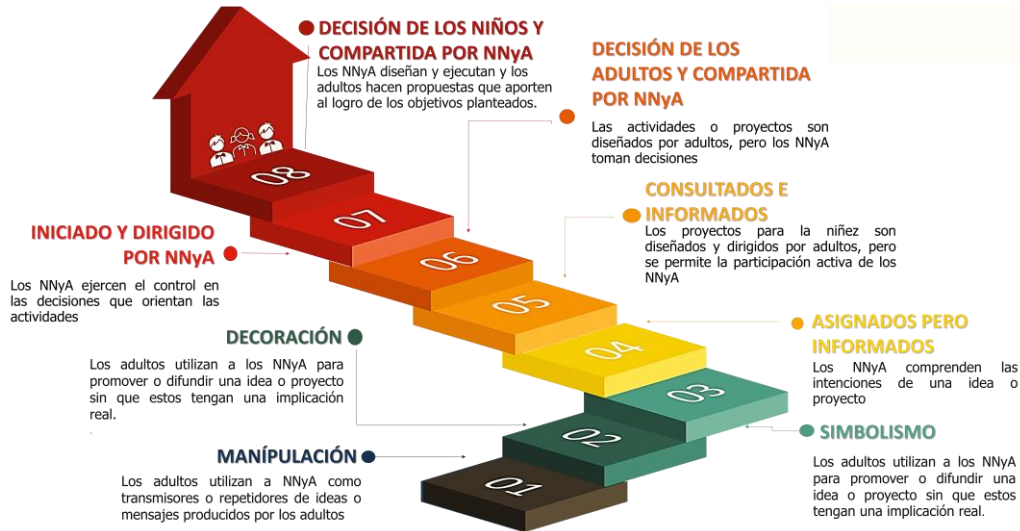 DECISIÓN DE LOS NIÑOS Y
COMPARTIDA POR NNyA
Los NNyA diseñan y ejecutan y los
adultos hacen propuestas que aporten
al logro de los objetivos planteados.
DECISIÓN DE LOS
ADULTOS Y COMPARTIDA
POR NNyA
Las actividades o proyectos son
diseñados por adultos, pero los NNyA
toman decisiones
08
07
06
05
04
03
02
01
CONSULTADOS E
INFORMADOS
Los proyectos para la niñez son
diseñados y dirigidos por adultos, pero
se permite la participación activa de los
NNyA
INICIADO Y DIRIGIDO
POR NNyA
Los NNyA ejercen el control en
las decisiones que orientan las
actividades
ASIGNADOS PERO
INFORMADOS
Los NNyA comprenden las
intenciones de una idea o
proyecto
DECORACIÓN
Los adultos utilizan a los NNyA para
promover o difundir una idea o proyecto
sin que estos tengan una implicación
real.
.
SIMBOLISMO
Los adultos utilizan a los NNyA
para promover o difundir una
idea o proyecto sin que estos
tengan una implicación real.
MANÍPULACIÓN
Los adultos utilizan a NNyA como
transmisores o repetidores de ideas o
mensajes producidos por los adultos